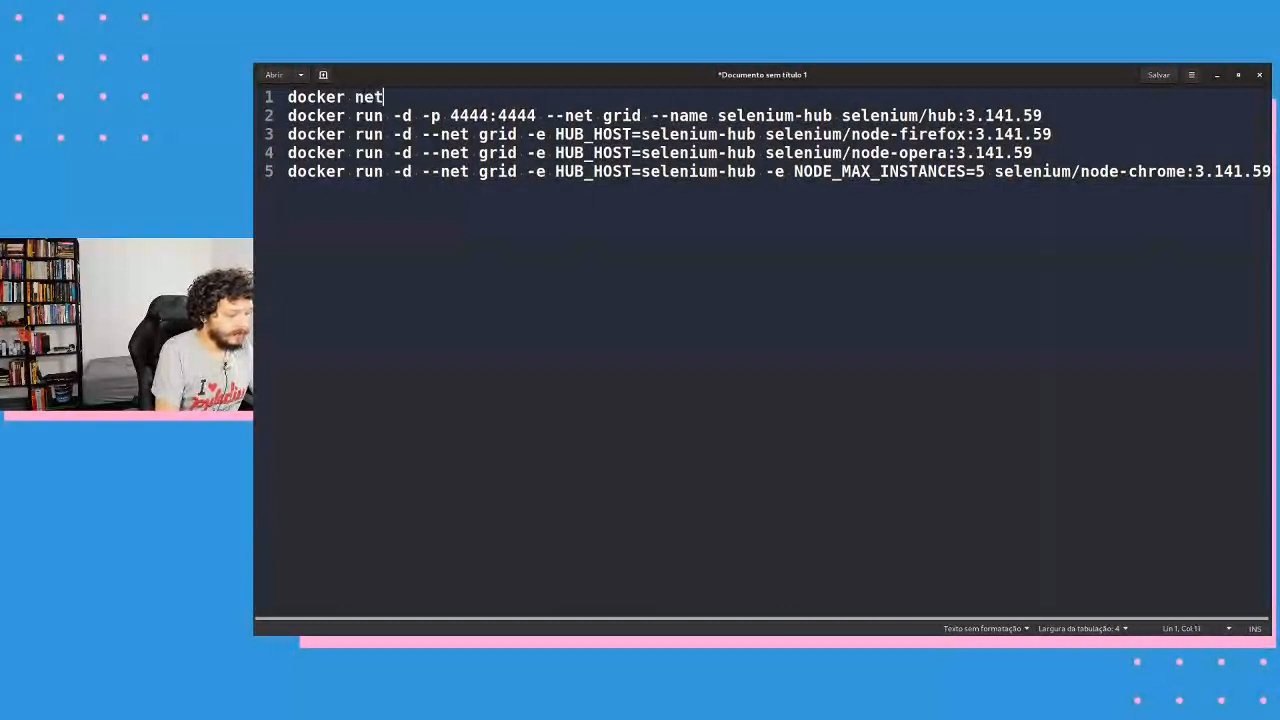 Abrir
*Documento sem título 1
Salvar
1 docker net
2 docker run -d -p 4444:4444 --net grid --name selenium-hub selenium/hub:3.141.59
3 docker run -d --net grid -e HUB_HOST=selenium-hub selenium/node-firefox:3.141.59
4 docker run -d --net grid -e HUB_HOST=selenium-hub selenium/node-opera:3.141.59
5 docker run -d --net grid -e HUB_HOST=selenium-hub -e NODE_MAX_INSTANCES=5 selenium/node-chrome:3.141.59
I ♥
Texto sem formatação
Largura da tabulação: 4
Lin 1, Col 11
INS